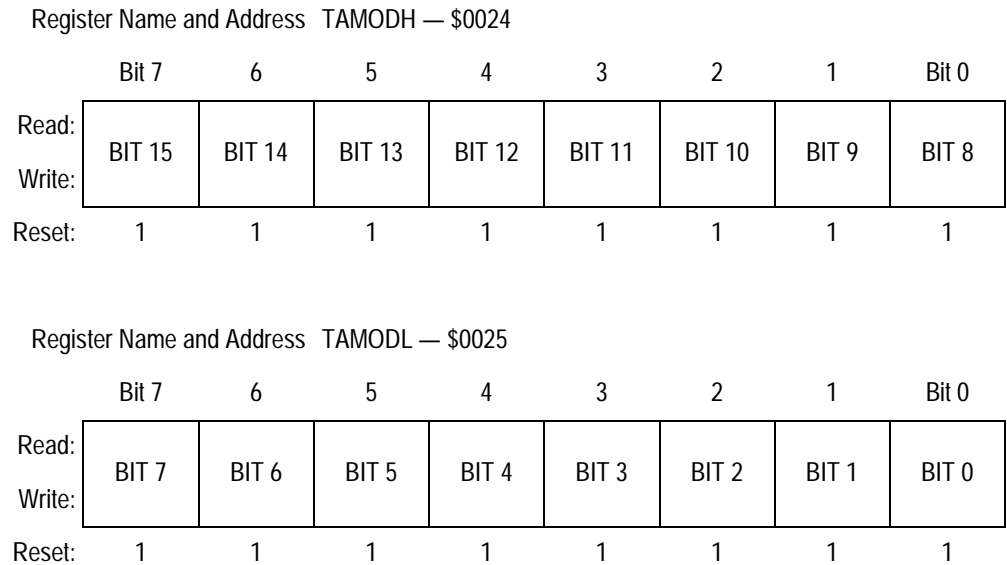 Register Name and Address TAMODH — $0024
Bit 7 6 5 4 3 2 1 Bit 0
Read:
BIT 15 BIT 14 BIT 13 BIT 12 BIT 11 BIT 10 BIT 9 BIT 8
Write:
Reset: 1 1 1 1 1 1 1 1
Register Name and Address TAMODL — $0025
Bit 7 6 5 4 3 2 1 Bit 0
Read:
BIT 7 BIT 6 BIT 5 BIT 4 BIT 3 BIT 2 BIT 1 BIT 0
Write:
Reset: 1 1 1 1 1 1 1 1